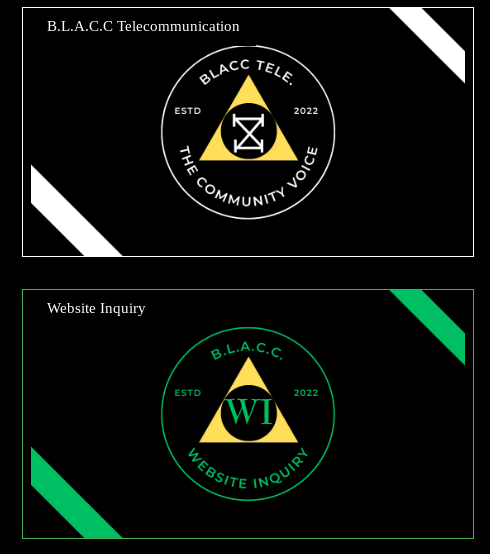 B.L.A.C.C Telecommunication
BLACC TELE.
ESTD 2022
THE COMMUNITY VOICE
Website Inquiry
B.L.A.C.C.
ESTD 2022
WI
WEBSITE INQUIRY